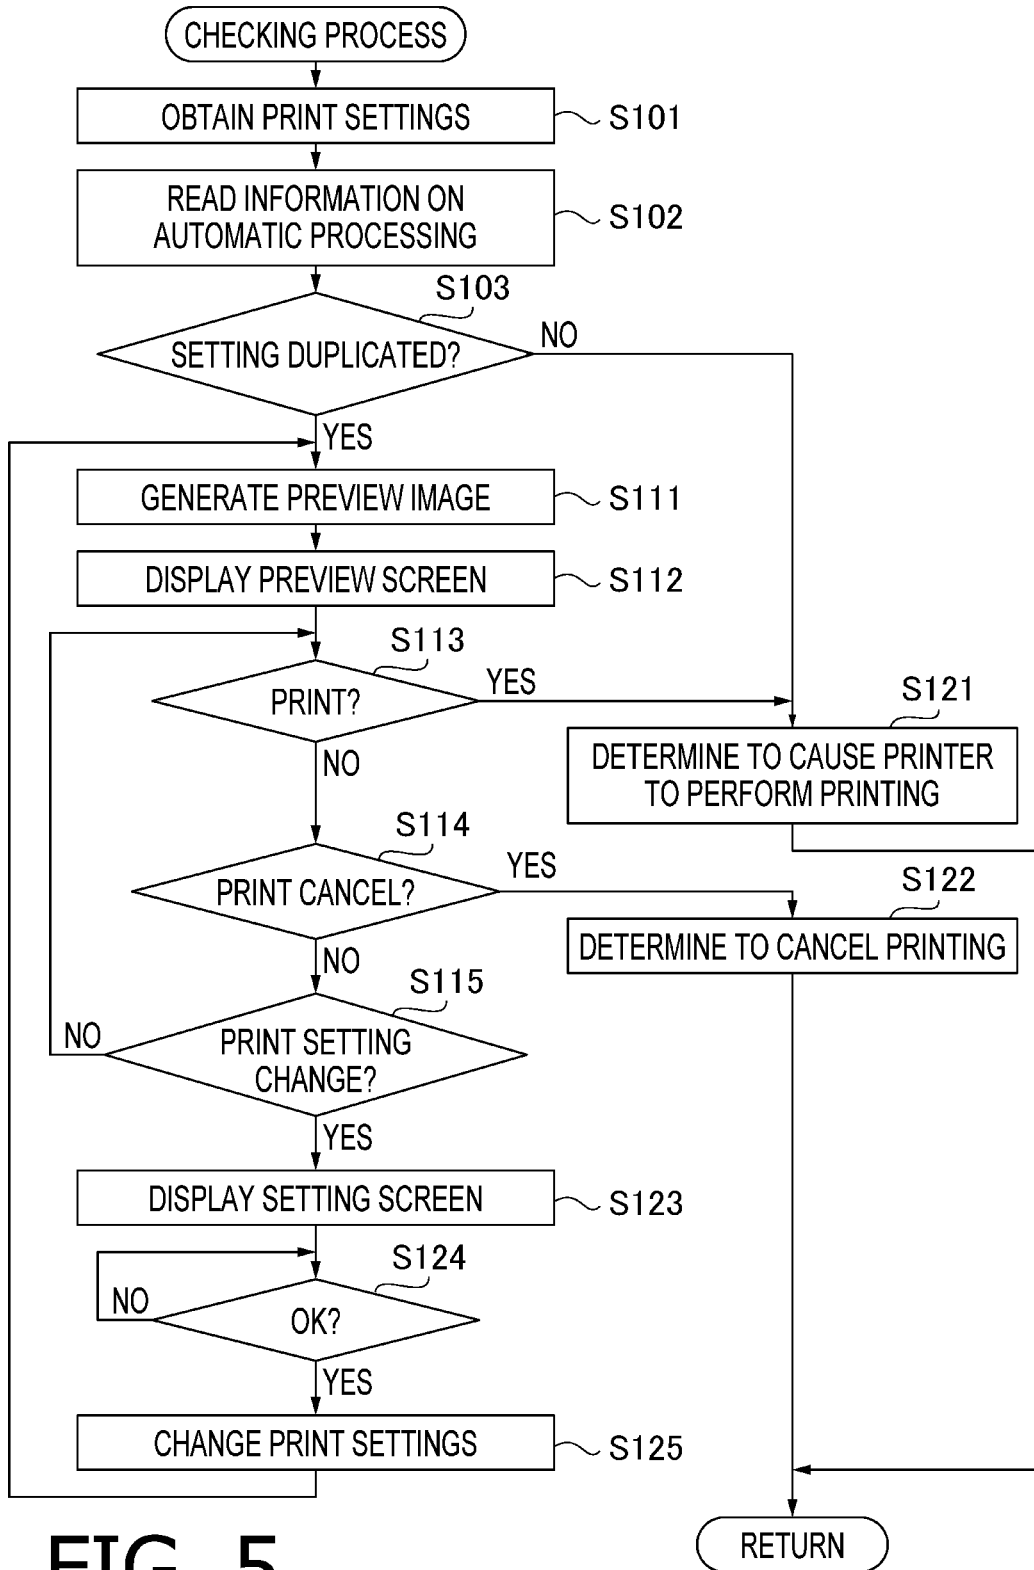 CHECKING PROCESS
OBTAIN PRINT SETTINGS
S101
READ INFORMATION ON
AUTOMATIC PROCESSING
S102
S103
SETTING DUPLICATED?
NO
YES
GENERATE PREVIEW IMAGE
S111
DISPLAY PREVIEW SCREEN
S112
S113
PRINT?
YES
NO
S121
DETERMINE TO CAUSE PRINTER
TO PERFORM PRINTING
S114
PRINT CANCEL?
YES
NO
S122
DETERMINE TO CANCEL PRINTING
S115
PRINT SETTING
CHANGE?
NO
YES
DISPLAY SETTING SCREEN
S123
S124
OK?
NO
YES
CHANGE PRINT SETTINGS
S125
RETURN
FIG. 5